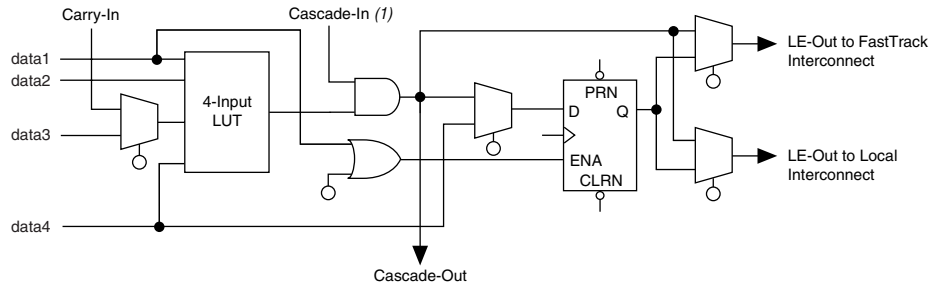 Carry-In
Cascade-In (1)
data1
data2
data3
data4
4-Input
LUT
PRN
D
Q
ENA
CLRN
LE-Out to FastTrack
Interconnect
LE-Out to Local
Interconnect
Cascade-Out